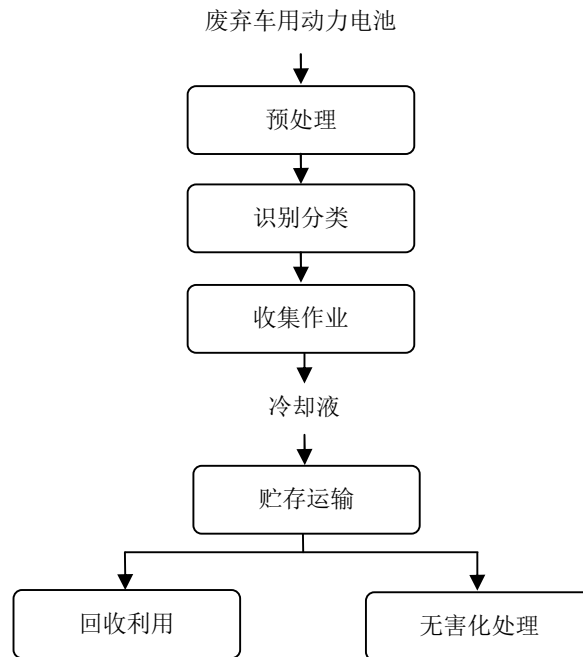 废弃车用动力电池
预处理
识别分类
收集作业
冷却液
贮存运输
回收利用
无害化处理